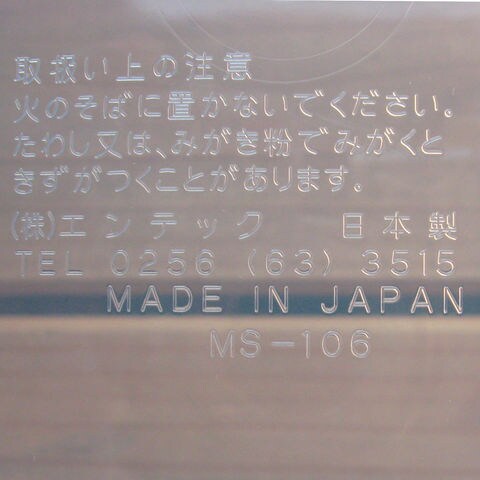 取扱い上の注意
火のそばに置かないでください。
たわし又は、みがき粉でみがくと
きずがつくことがあります。
(株)エンテック 日本製
TEL 0256 (63) 3515
MADE IN JAPAN
MS-106